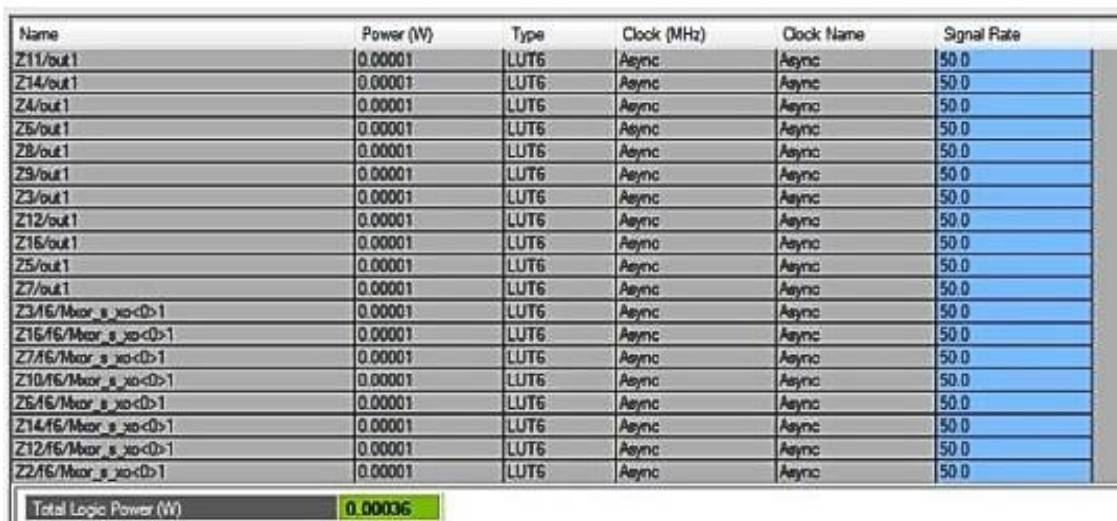 Name Power (W) Type Clock (MHz) Clock Name Signal Rate
Z11/out1 0.00001 LUT6 Async Async 50.0
Z14/out1 0.00001 LUT6 Async Async 50.0
Z4/out1 0.00001 LUT6 Async Async 50.0
Z6/out1 0.00001 LUT6 Async Async 50.0
Z8/out1 0.00001 LUT6 Async Async 50.0
Z9/out1 0.00001 LUT6 Async Async 50.0
Z3/out1 0.00001 LUT6 Async Async 50.0
Z12/out1 0.00001 LUT6 Async Async 50.0
Z16/out1 0.00001 LUT6 Async Async 50.0
Z5/out1 0.00001 LUT6 Async Async 50.0
Z7/out1 0.00001 LUT6 Async Async 50.0
Z3/f6/Mxor_s_xo<0>1 0.00001 LUT6 Async Async 50.0
Z16/f6/Mxor_s_xo<0>1 0.00001 LUT6 Async Async 50.0
Z7/f6/Mxor_s_xo<0>1 0.00001 LUT6 Async Async 50.0
Z10/f6/Mxor_s_xo<0>1 0.00001 LUT6 Async Async 50.0
Z6/f6/Mxor_s_xo<0>1 0.00001 LUT6 Async Async 50.0
Z14/f6/Mxor_s_xo<0>1 0.00001 LUT6 Async Async 50.0
Z12/f6/Mxor_s_xo<0>1 0.00001 LUT6 Async Async 50.0
Z2/f6/Mxor_s_xo<0>1 0.00001 LUT6 Async Async 50.0
Total Logic Power (W) 0.00036